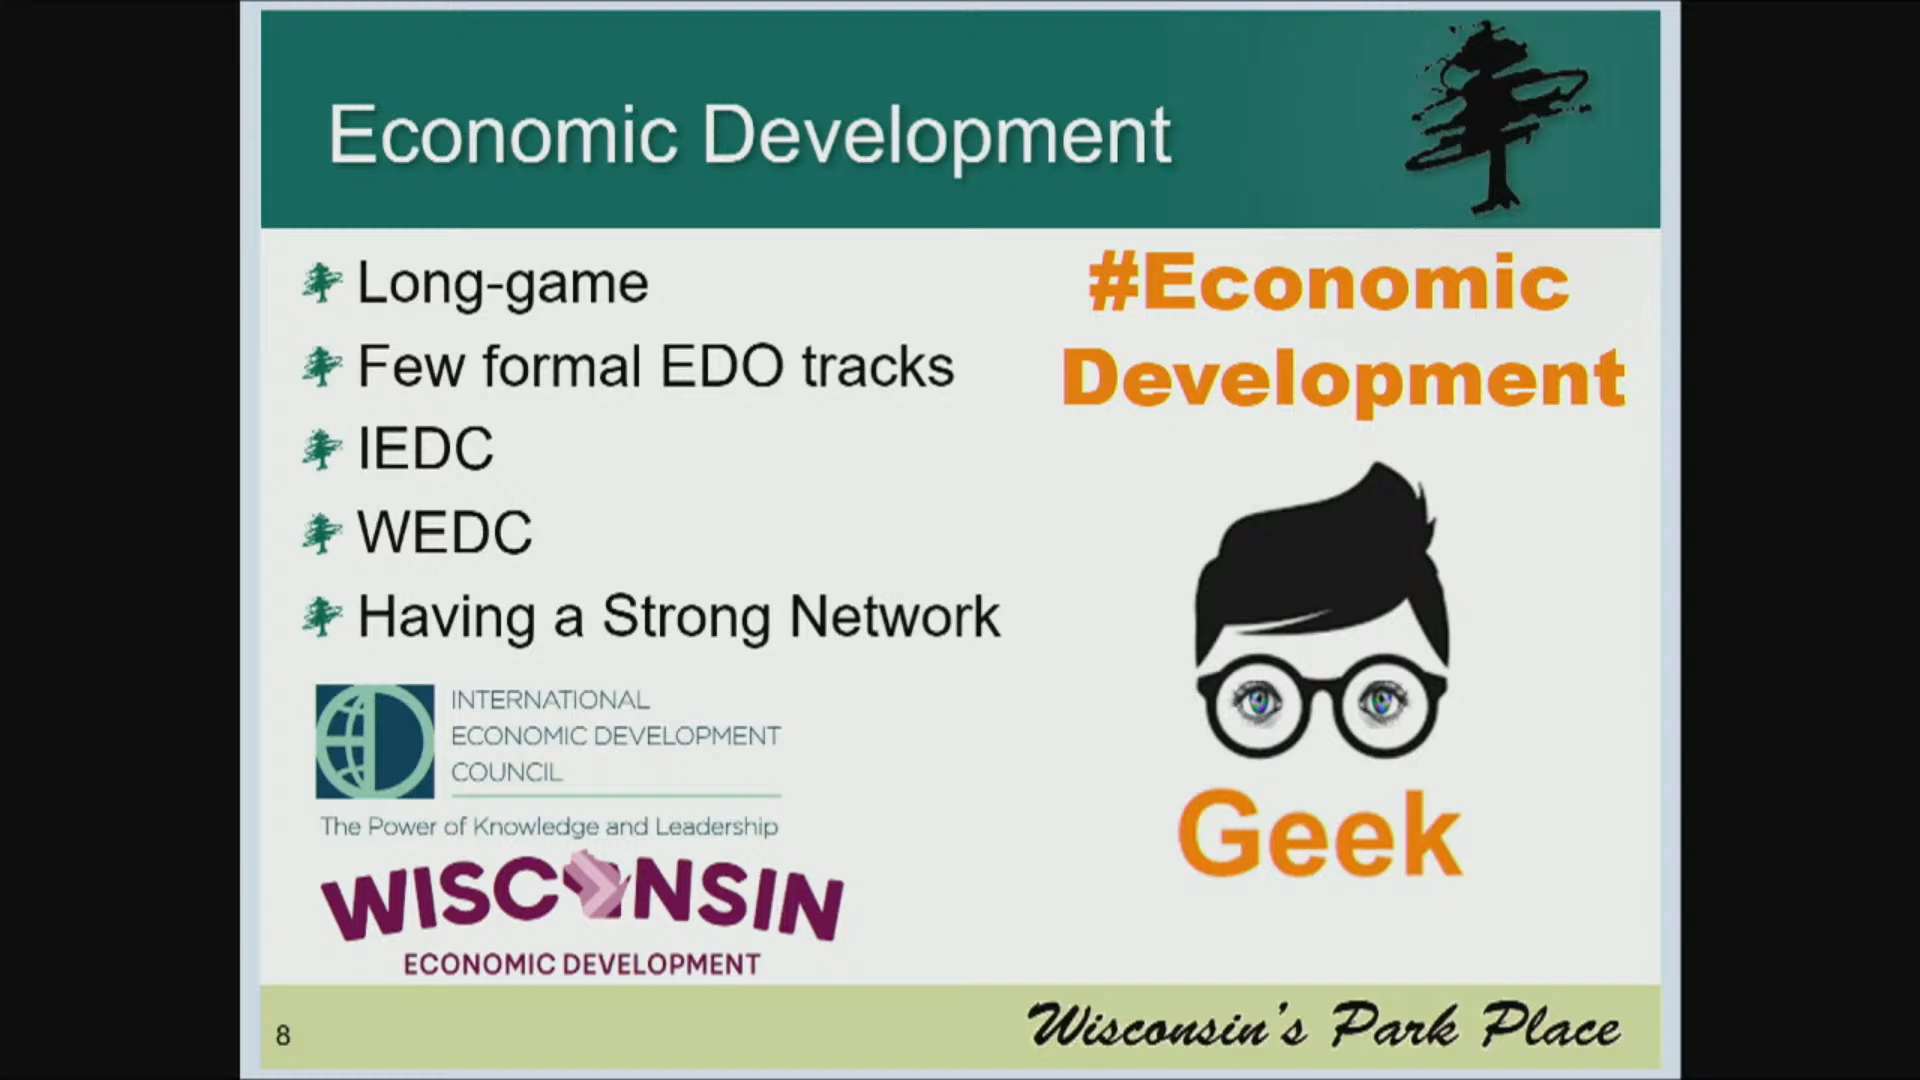 Economic Development
Long-game
Few formal EDO tracks
IEDC
WEDC
Having a Strong Network
#Economic
Development
Geek
INTERNATIONAL
ECONOMIC DEVELOPMENT
COUNCIL
The Power of Knowledge and Leadership
WISCONSIN
ECONOMIC DEVELOPMENT
8
Wisconsin's Park Place